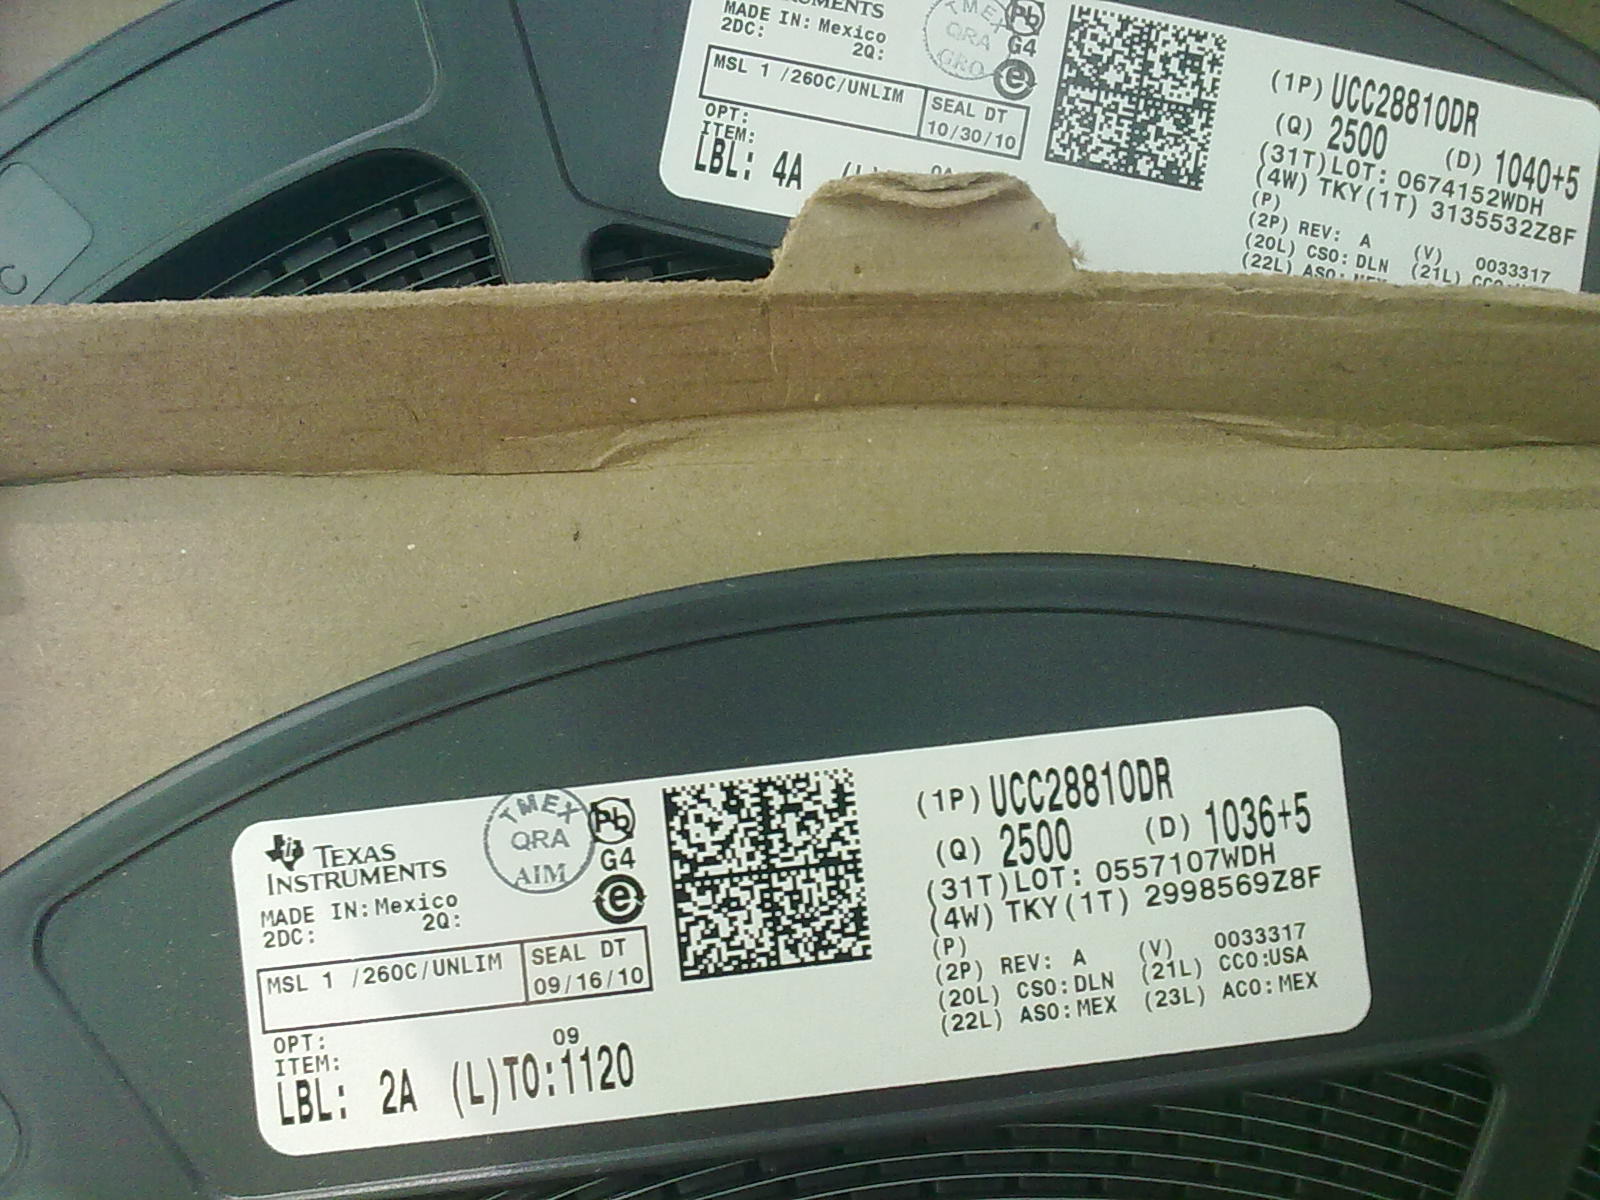 MADE IN: Mexico
2DC: 2Q:
TMEX
QRA
GRO
Pb
G4
e
MSL 1 /260C/UNLIM
SEAL DT
10/30/10
OPT:
ITEM:
LBL: 4A
(1P) UCC28810DR
(Q) 2500 (D) 1040+5
(31T)LOT: 0674152WDH
(4W) TKY(1T) 3135532Z8F
(P)
(2P) REV: A (V) 0033317
(20L) CSO:DLN (21L)
(22L) ASO:
C
TEXAS
INSTRUMENTS
MADE IN: Mexico
2DC: 2Q:
TMEX
QRA
AIM
Pb
G4
e
MSL 1 /260C/UNLIM
SEAL DT
09/16/10
OPT: 09
ITEM:
LBL: 2A (L)TO:1120
(1P) UCC28810DR
(Q) 2500 (D) 1036+5
(31T)LOT: 0557107WDH
(4W) TKY(1T) 2998569Z8F
(P)
(2P) REV: A (V) 0033317
(20L) CSO:DLN (21L) CCO:USA
(22L) ASO:MEX (23L) ACO:MEX